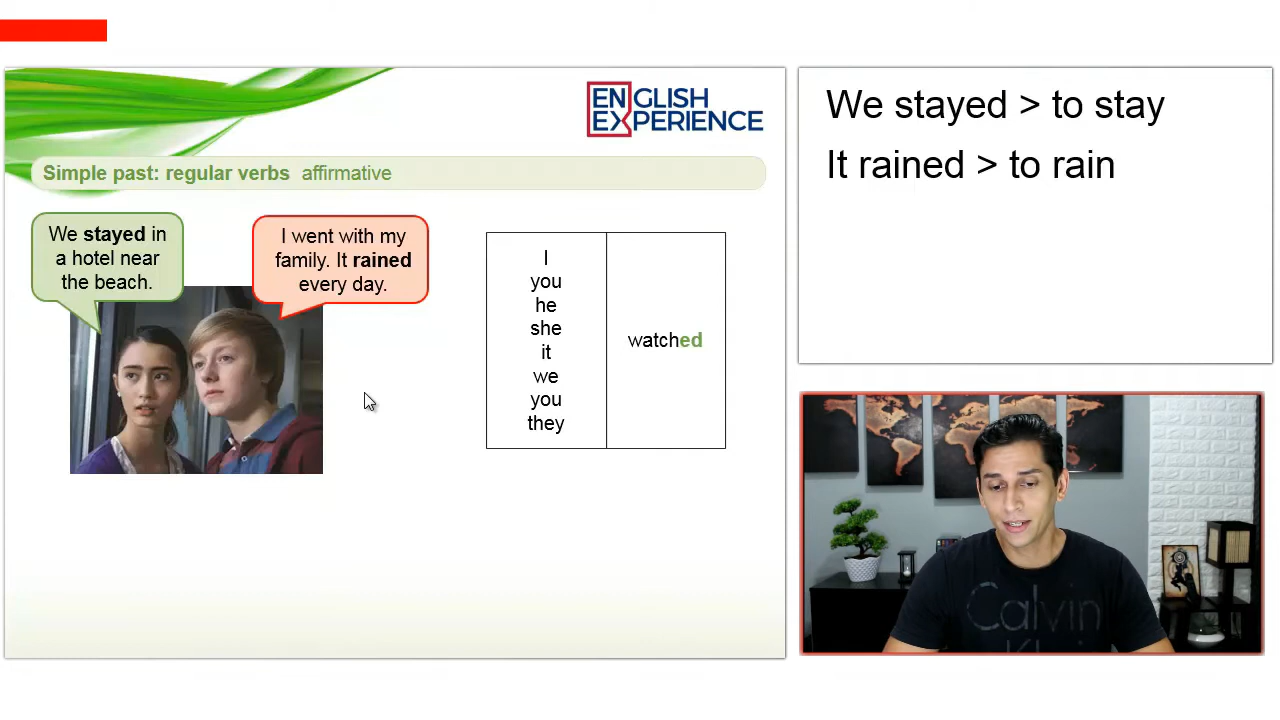 ENGLISH
EXPERIENCE
Simple past: regular verbs affirmative
We stayed in
a hotel near
the beach.
I went with my
family. It rained
every day.
I
you
he
she
it
we
you
they
watched
We stayed > to stay
It rained > to rain
Calvin